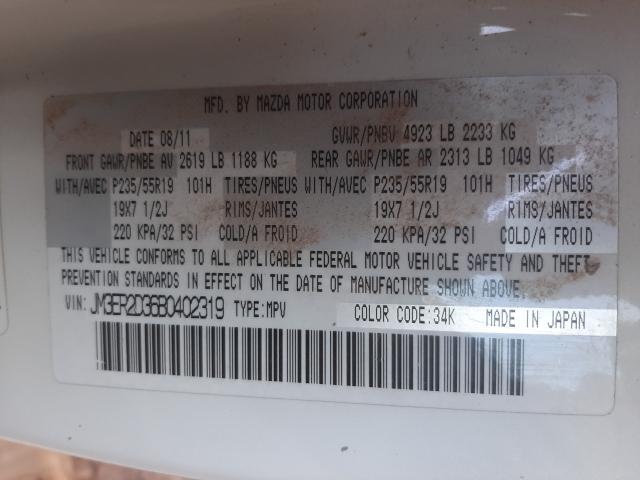 MFD. BY MAZDA MOTOR CORPORATION
DATE 08/11 GVWR/PNBV 4923 LB 2233 KG
FRONT GAWR/PNBE AV 2619 LB 1188 KG REAR GAWR/PNBE AR 2313 LB 1049 KG
WITH/AVEC P235/55R19 101H TIRES/PNEUS WITH/AVEC P235/55R19 101H TIRES/PNEUS
19X7 1/2J RIMS/JANTES 19X7 1/2J RIMS/JANTES
220 KPA/32 PSI COLD/A FROID 220 KPA/32 PSI COLD/A FROID
THIS VEHICLE CONFORMS TO ALL APPLICABLE FEDERAL MOTOR VEHICLE SAFETY AND THEFT
PREVENTION STANDARDS IN EFFECT ON THE DATE OF MANUFACTURE SHOWN ABOVE.
VIN: JM3ER2D36B0402319 TYPE:MPV COLOR CODE:34K MADE IN JAPAN